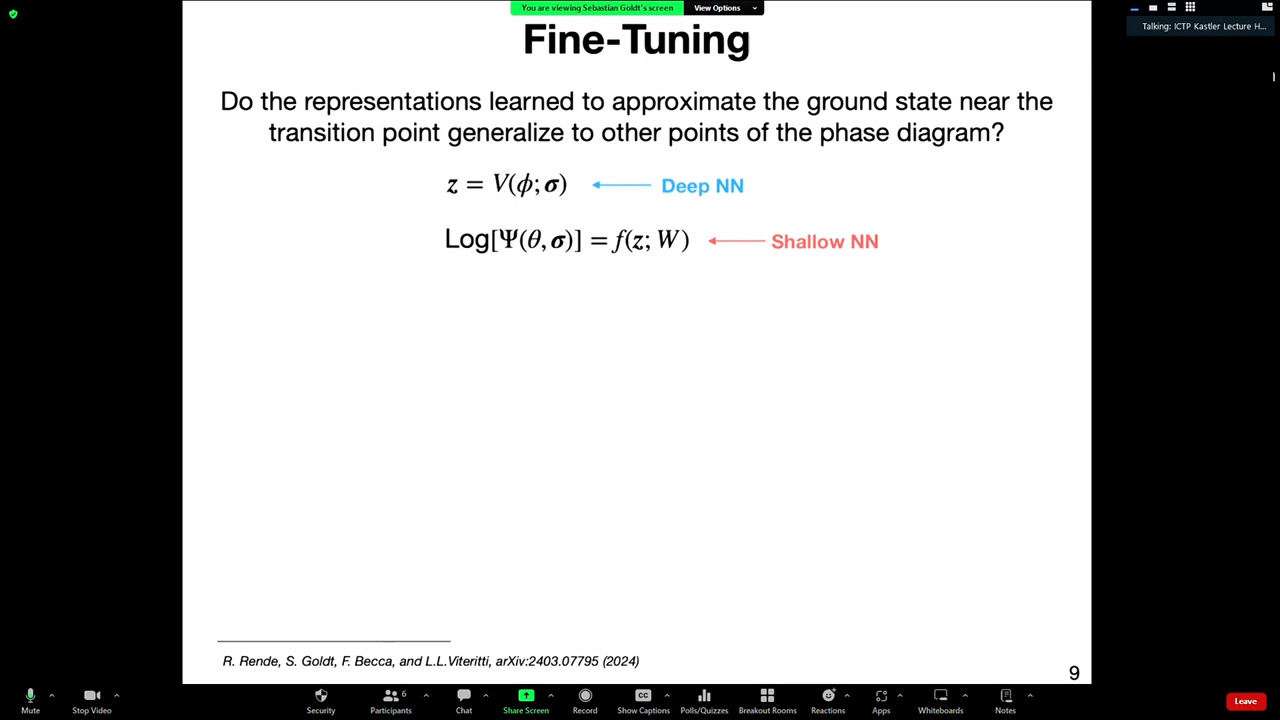 You are viewing Sebastian Goldt's screen View Options
Talking: ICTP Kastler Lecture H...
Fine-Tuning
Do the representations learned to approximate the ground state near the
transition point generalize to other points of the phase diagram?
z = V(ϕ; σ) Deep NN
Log[Ψ(θ, σ)] = f(z; W) Shallow NN
R. Rende, S. Goldt, F. Becca, and L.L.Viteritti, arXiv:2403.07795 (2024)
9
Mute Stop Video Security Participants 6 Chat Share Screen Record CC Show Captions Polls/Quizzes Breakout Rooms Reactions Apps Whiteboards Notes Leave